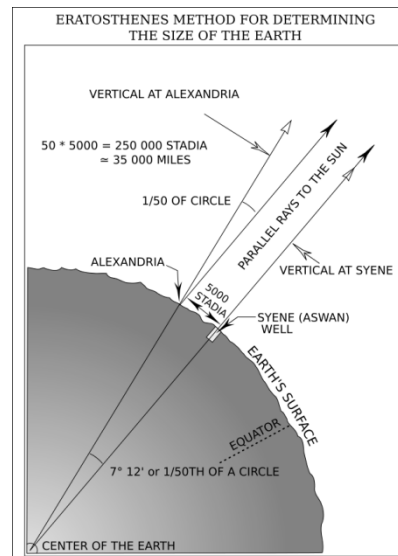 ERATOSTHENES METHOD FOR DETERMINING
THE SIZE OF THE EARTH
VERTICAL AT ALEXANDRIA
50 * 5000 = 250 000 STADIA
≃ 35 000 MILES
1/50 OF CIRCLE
PARALLEL RAYS TO THE SUN
ALEXANDRIA
VERTICAL AT SYENE
5000
STADIA
SYENE (ASWAN)
WELL
EARTH'S SURFACE
EQUATOR
7° 12' or 1/50TH OF A CIRCLE
CENTER OF THE EARTH